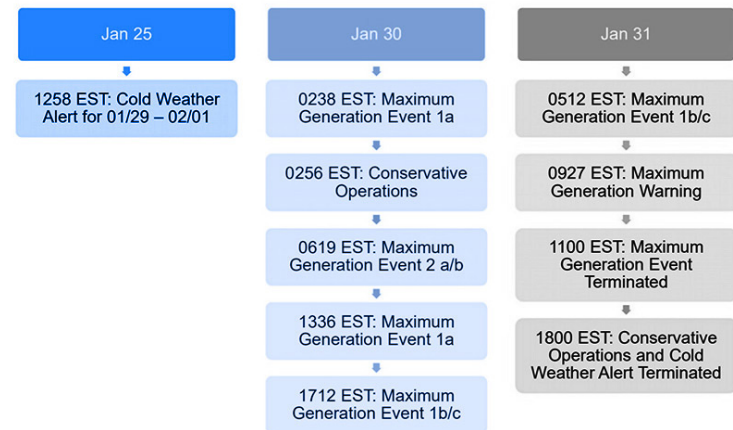 Jan 25
1258 EST: Cold Weather
Alert for 01/29 – 02/01
Jan 30
0238 EST: Maximum
Generation Event 1a
0256 EST: Conservative
Operations
0619 EST: Maximum
Generation Event 2 a/b
1336 EST: Maximum
Generation Event 1a
1712 EST: Maximum
Generation Event 1b/c
Jan 31
0512 EST: Maximum
Generation Event 1b/c
0927 EST: Maximum
Generation Warning
1100 EST: Maximum
Generation Event
Terminated
1800 EST: Conservative
Operations and Cold
Weather Alert Terminated